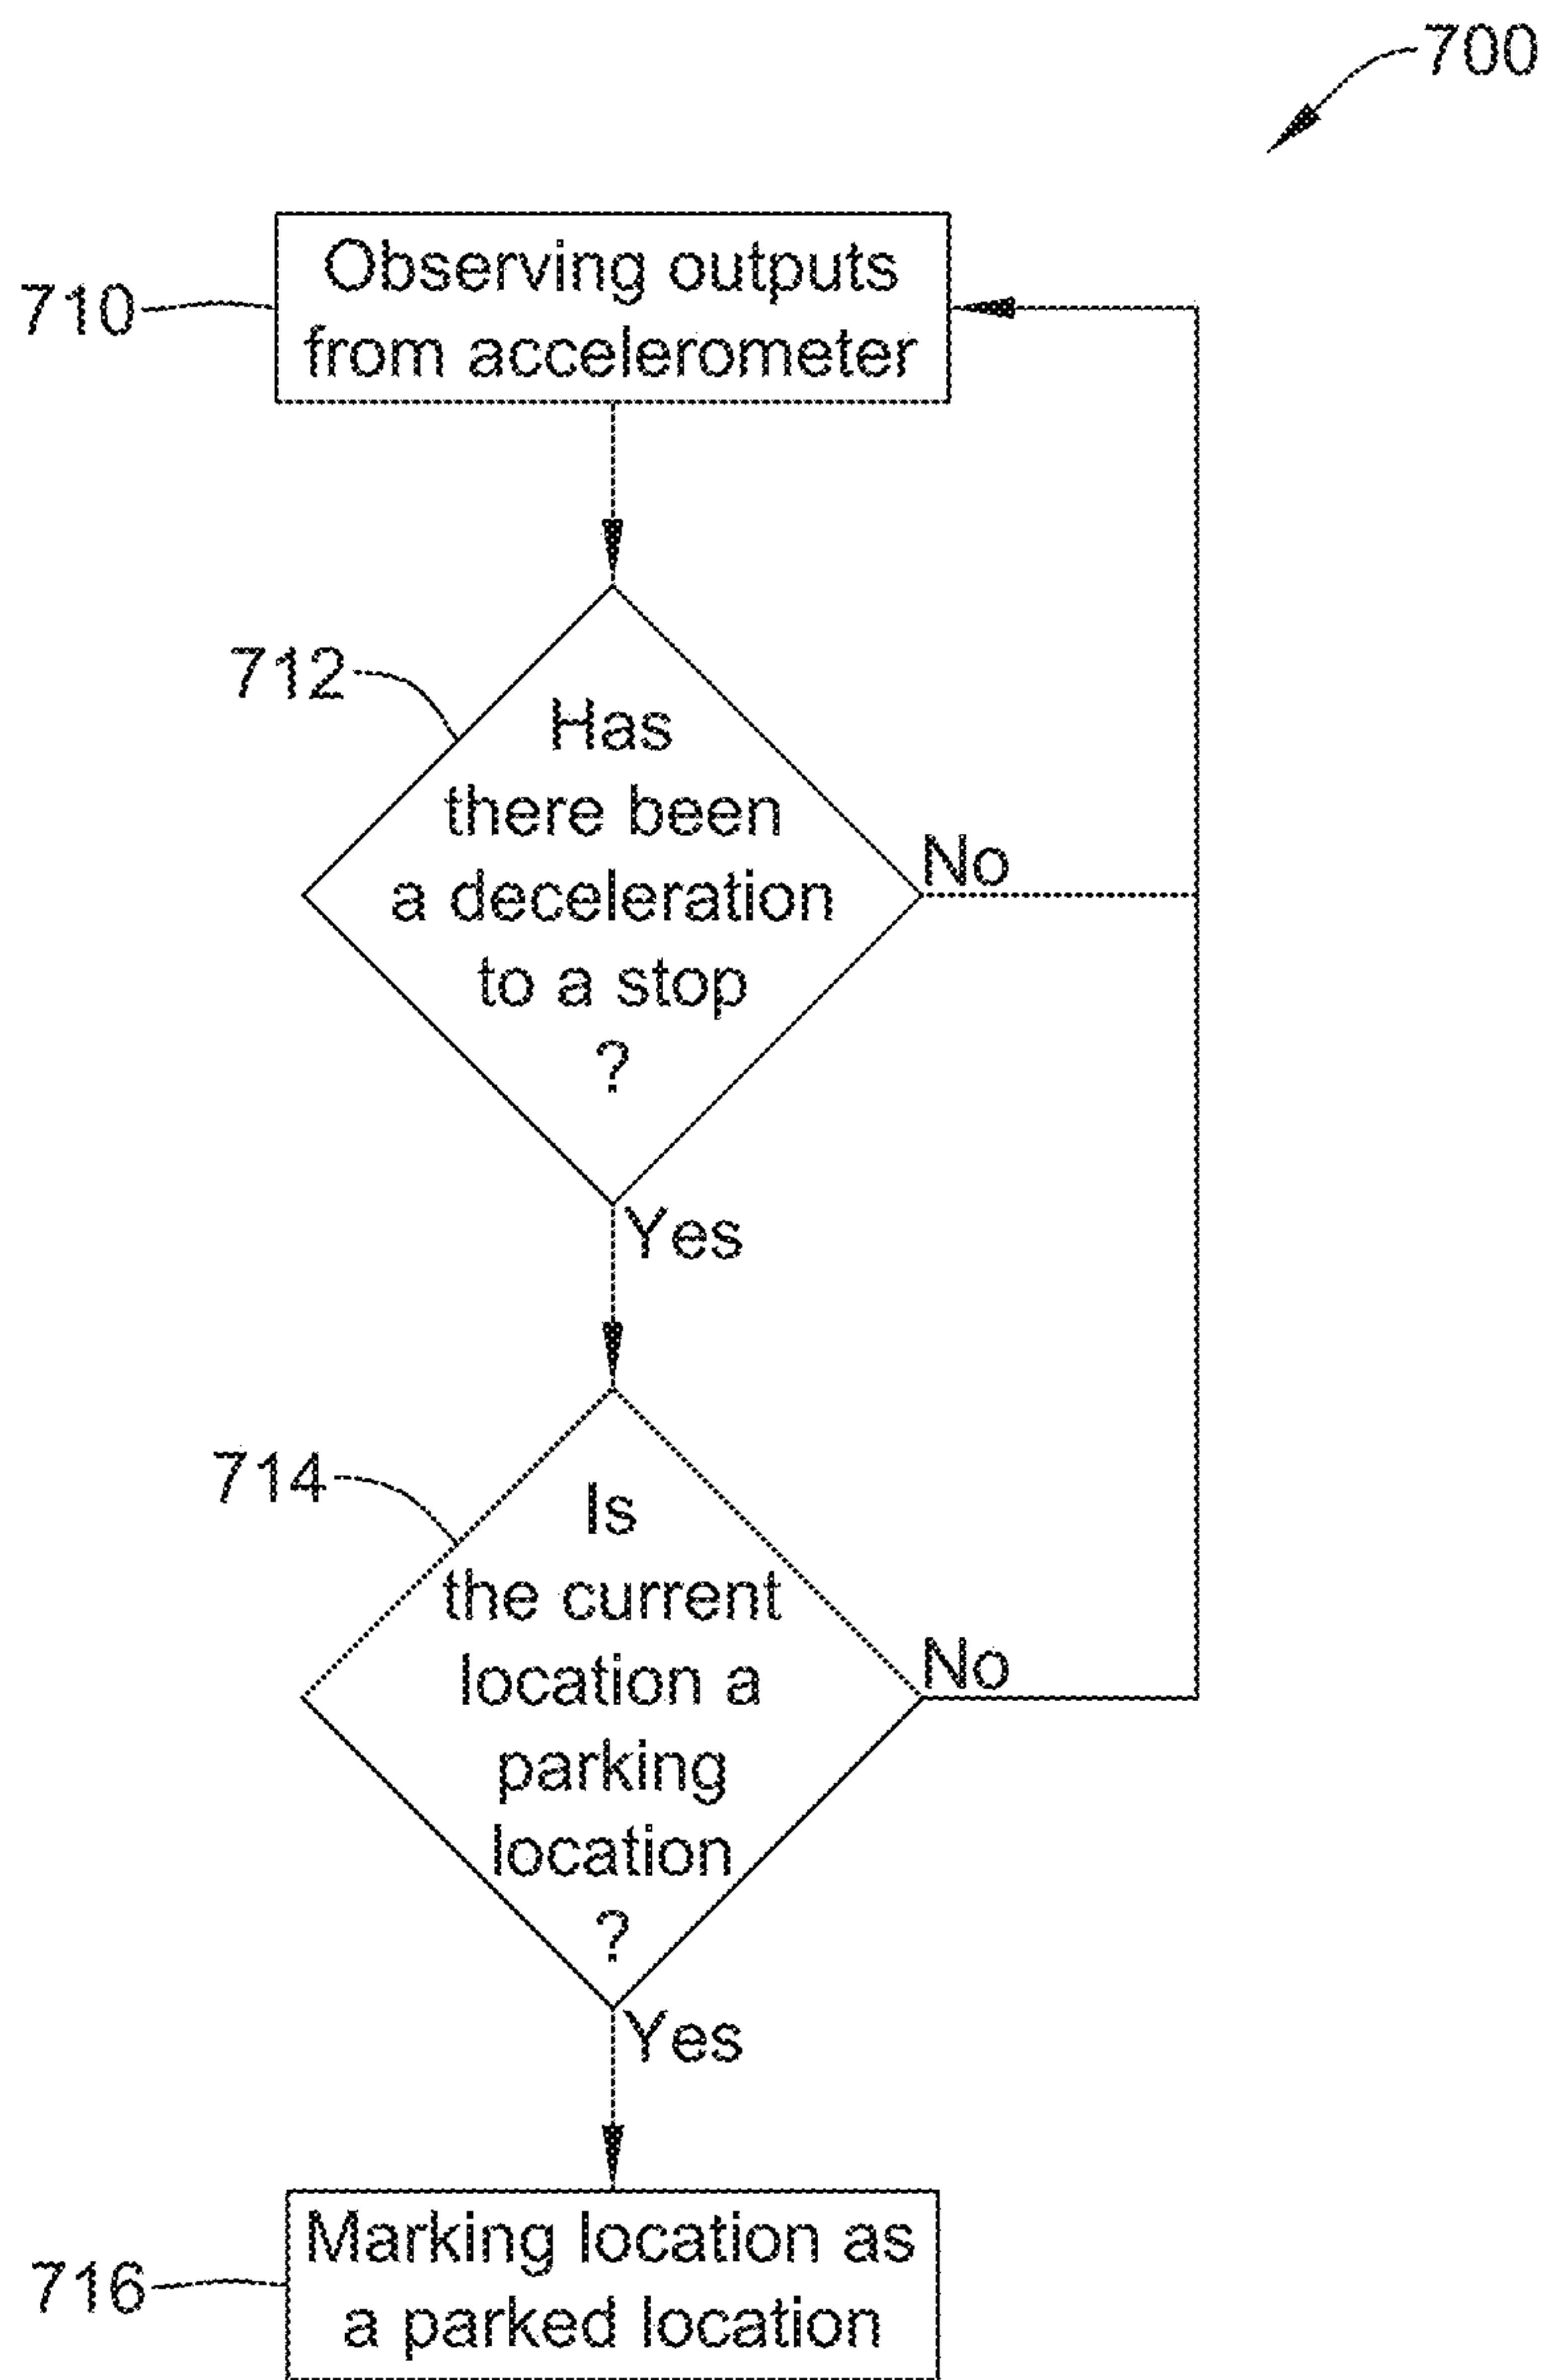 700
710
Observing outputs
from accelerometer
712
Has
there been
a deceleration
to a stop
?
No
Yes
714
Is
the current
location a
parking
location
?
No
Yes
716
Marking location as
a parked location